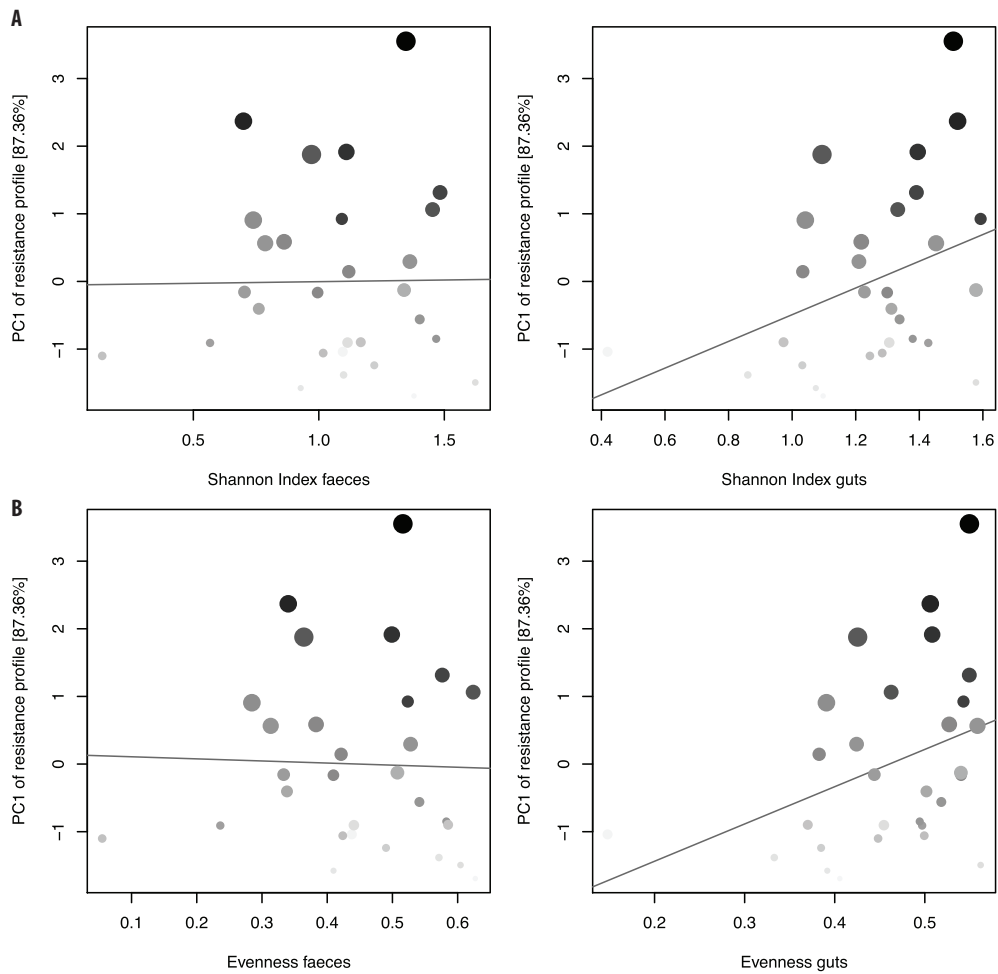 A
PC1 of resistance profile [87.36%]
3
2
1
0
−1
0.5 1.0 1.5
Shannon Index faeces
PC1 of resistance profile [87.36%]
3
2
1
0
−1
0.4 0.6 0.8 1.0 1.2 1.4 1.6
Shannon Index guts
B
PC1 of resistance profile [87.36%]
3
2
1
0
−1
0.1 0.2 0.3 0.4 0.5 0.6
Evenness faeces
PC1 of resistance profile [87.36%]
3
2
1
0
−1
0.2 0.3 0.4 0.5
Evenness guts